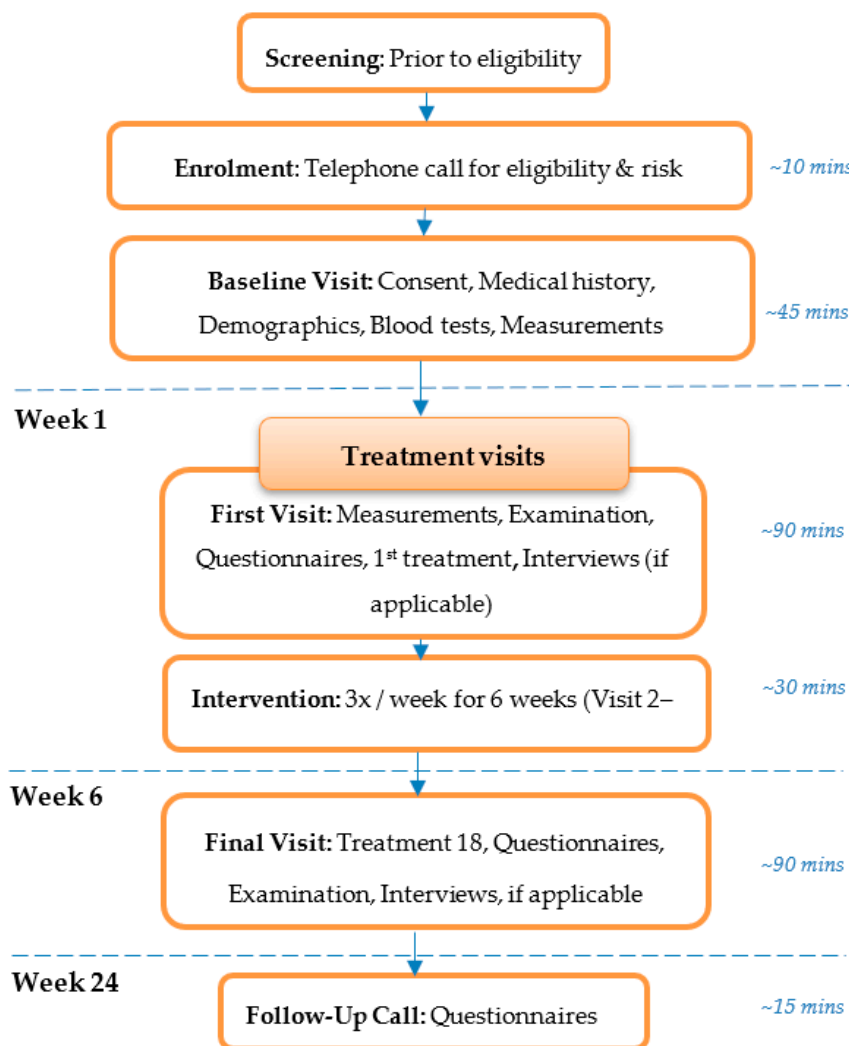 Screening: Prior to eligibility
Enrolment: Telephone call for eligibility & risk
~10 mins
Baseline Visit: Consent, Medical history,
Demographics, Blood tests, Measurements
~45 mins
Week 1
Treatment visits
First Visit: Measurements, Examination,
Questionnaires, 1st treatment, Interviews (if
applicable)
~90 mins
Intervention: 3x / week for 6 weeks (Visit 2–
~30 mins
Week 6
Final Visit: Treatment 18, Questionnaires,
Examination, Interviews, if applicable
~90 mins
Week 24
Follow-Up Call: Questionnaires
~15 mins